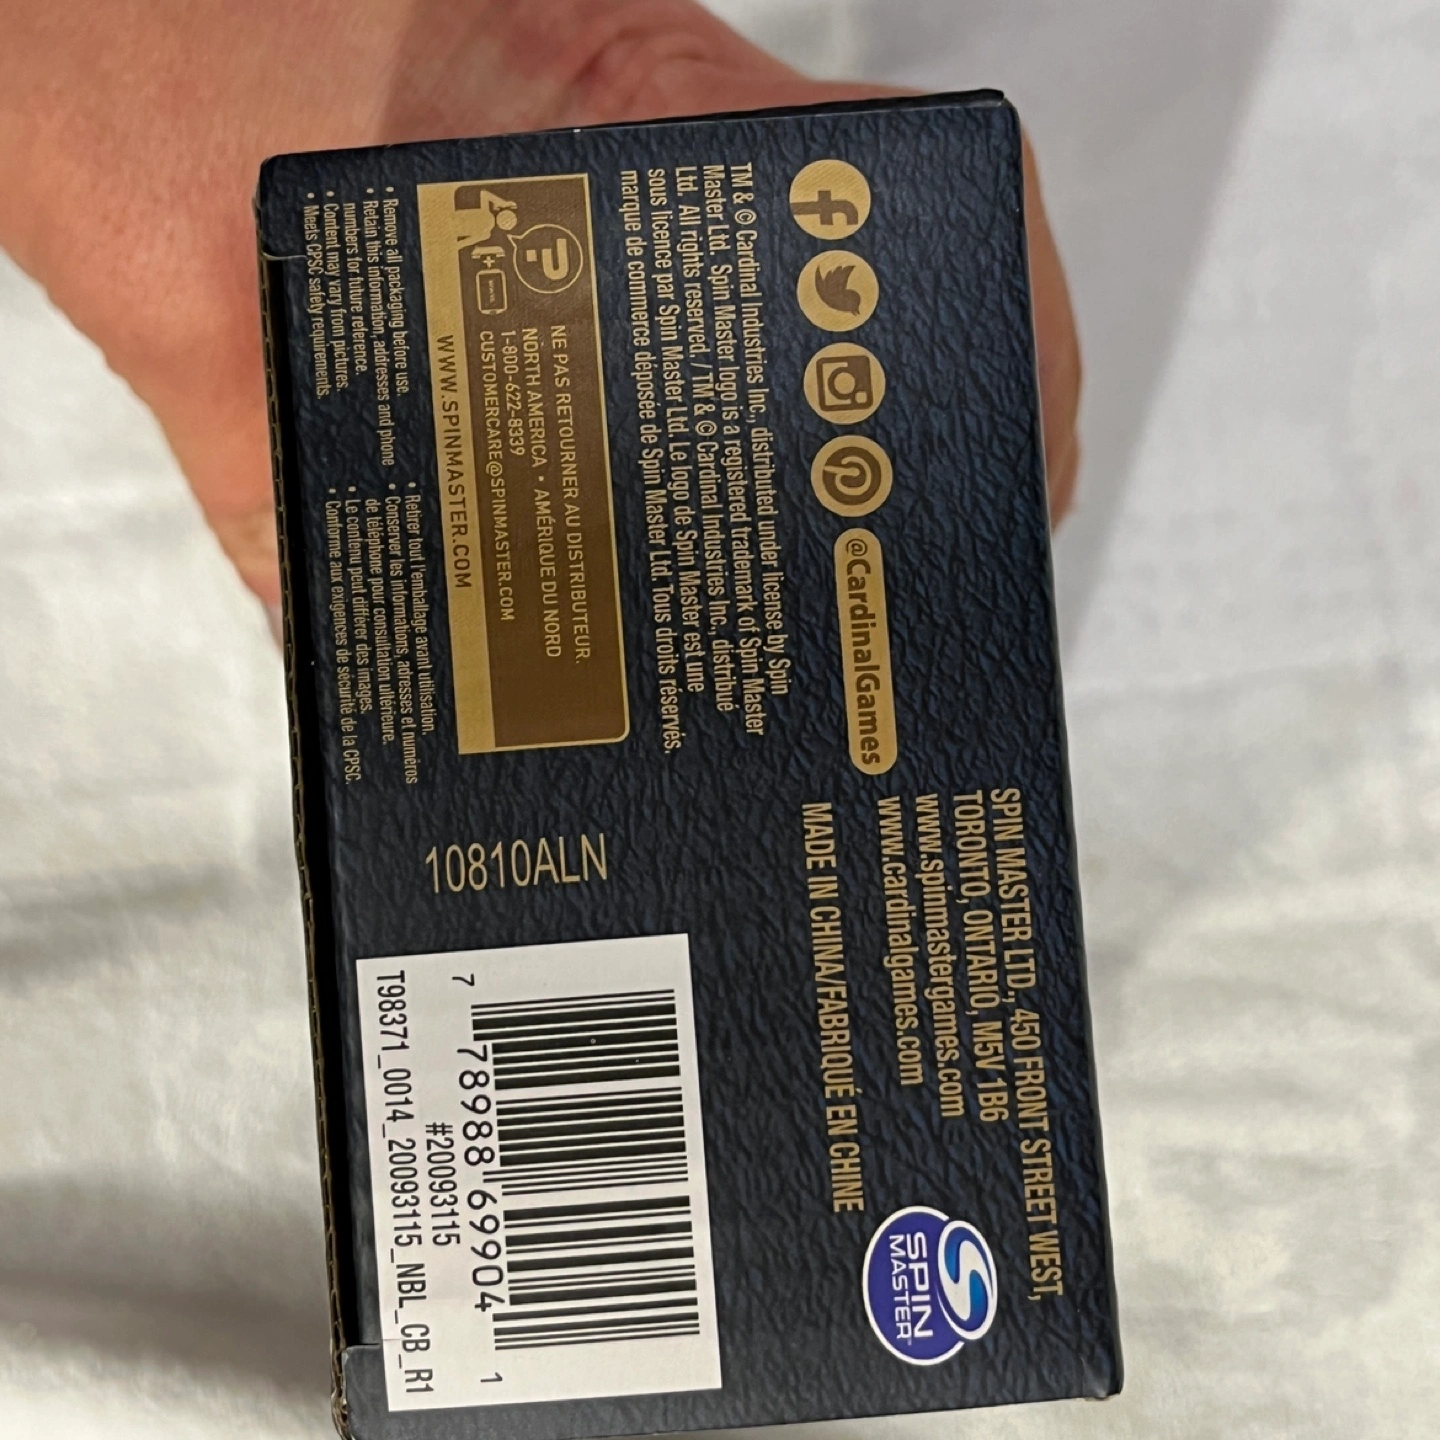 @CardinalGames
TM & © Cardinal Industries Inc., distributed under license by Spin
Master Ltd. Spin Master logo is a registered trademark of Spin Master
Ltd. All rights reserved. / TM & © Cardinal Industries Inc., distribué
sous licence par Spin Master Ltd. Le logo de Spin Master est une
marque de commerce déposée de Spin Master Ltd. Tous droits réservés.
?
NE PAS RETOURNER AU DISTRIBUTEUR.
NORTH AMERICA • AMÉRIQUE DU NORD
1-800-622-8339
CUSTOMERCARE@SPINMASTER.COM
WWW.SPINMASTER.COM
• Remove all packaging before use.
• Retain this information, addresses and phone
numbers for future reference.
• Content may vary from pictures.
• Meets CPSC safety requirements.
• Retirer tout l'emballage avant utilisation.
• Conserver les informations, adresses et numéros
de téléphone pour consultation ultérieure.
• Le contenu peut différer des images.
• Conforme aux exigences de sécurité de la CPSC.
SPIN MASTER LTD., 450 FRONT STREET WEST,
TORONTO, ONTARIO, M5V 1B6
www.spinmastergames.com
www.cardinalgames.com
MADE IN CHINA/FABRIQUÉ EN CHINE
SPIN
MASTER™
10810ALN
7 78988 69904 1
#20093115
T98371_0014_20093115_NBL_CB_R1